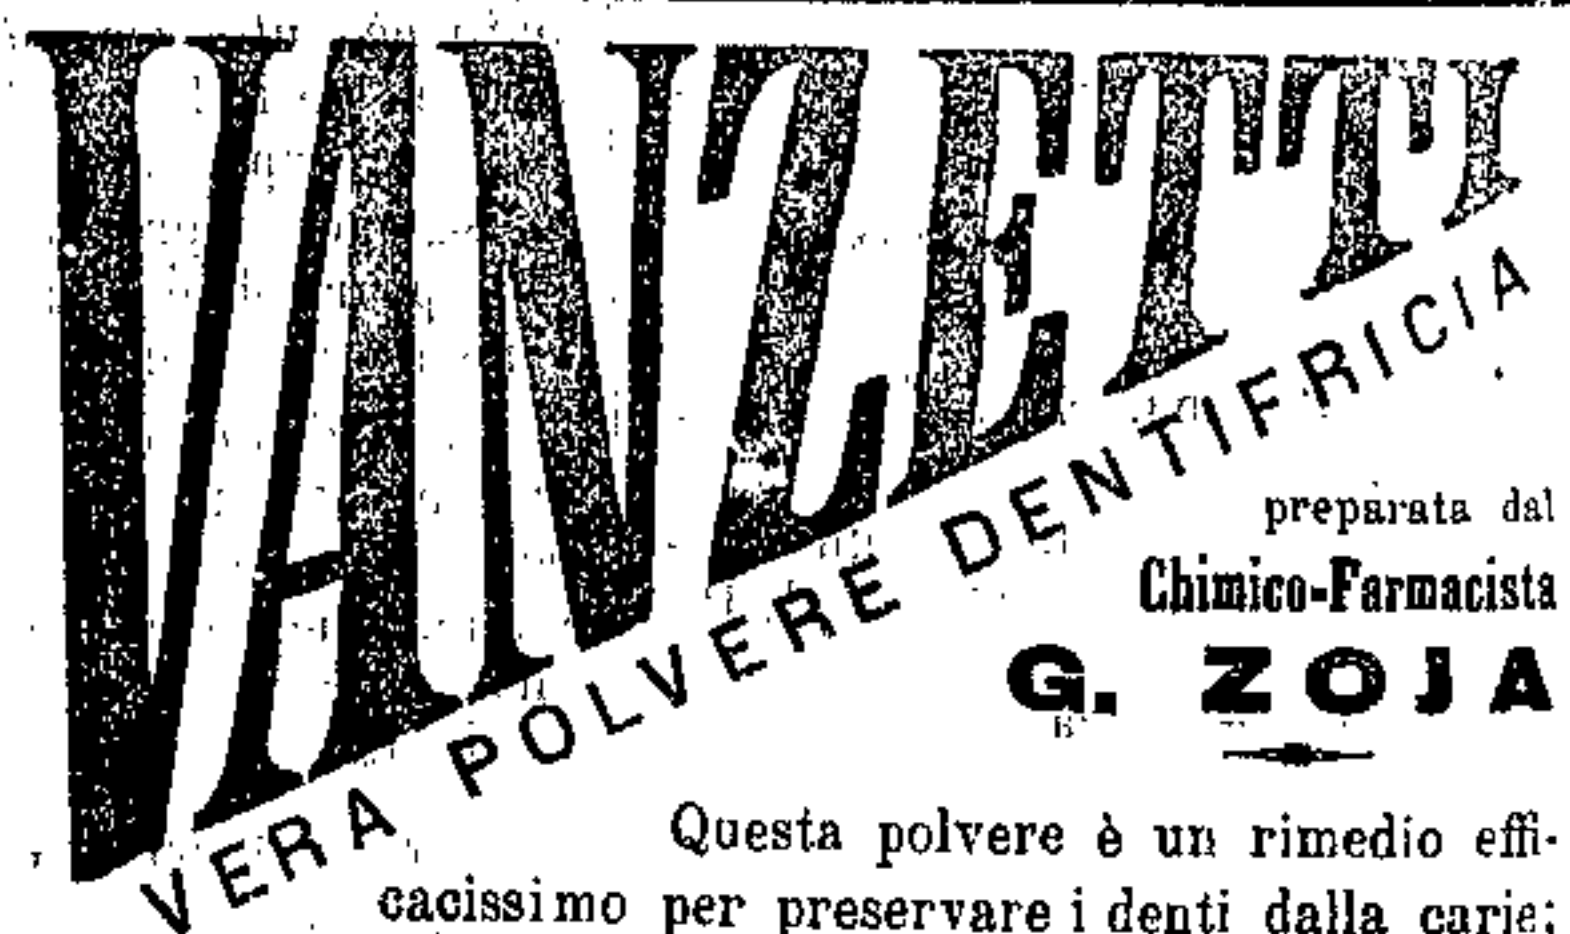 VANZETTI
VERA POLVERE DENTIFRICIA
preparata dal
Chimico-Farmacista
G. ZOJA
Questa polvere è un rimedio effi-
cacissimo per preservare i denti dalla carie;